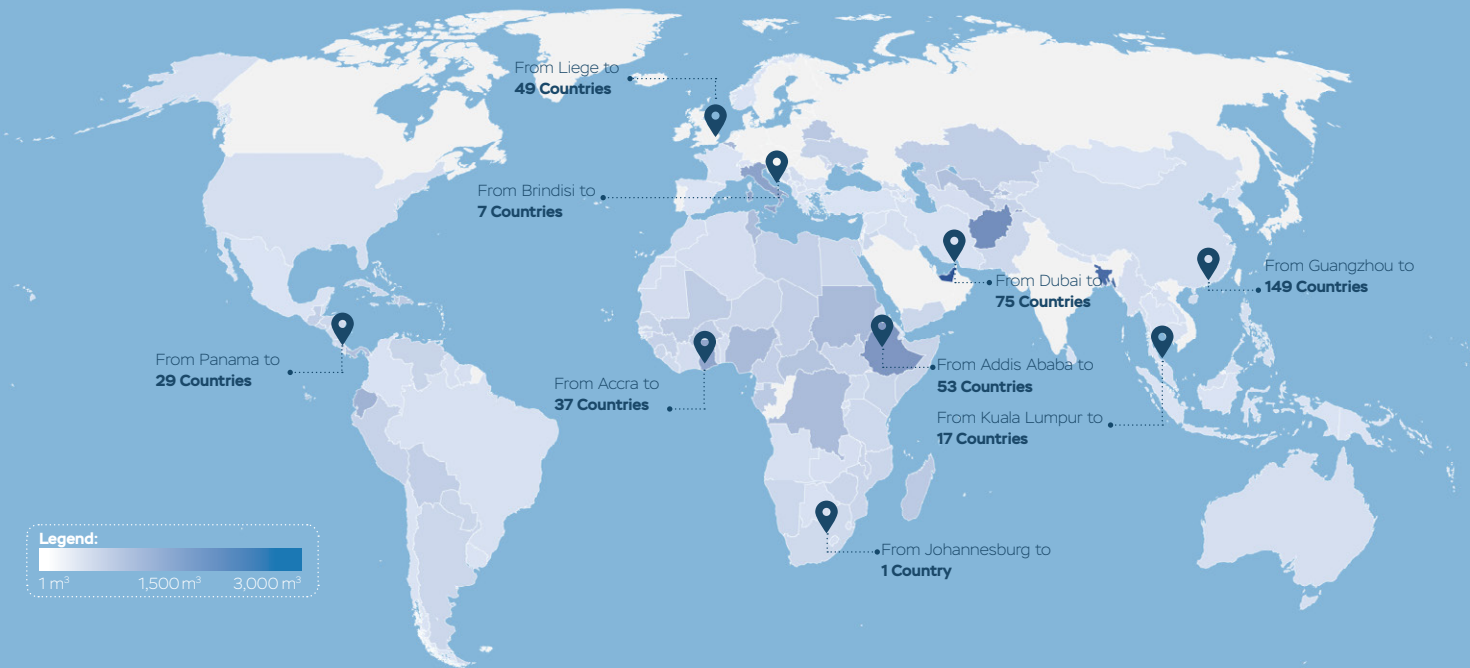 From Liege to
49 Countries
From Brindisi to
7 Countries
From Dubai to
75 Countries
From Guangzhou to
149 Countries
From Panama to
29 Countries
From Accra to
37 Countries
From Addis Ababa to
53 Countries
From Kuala Lumpur to
17 Countries
From Johannesburg to
1 Country
Legend:
1 m³ 1,500 m³ 3,000 m³